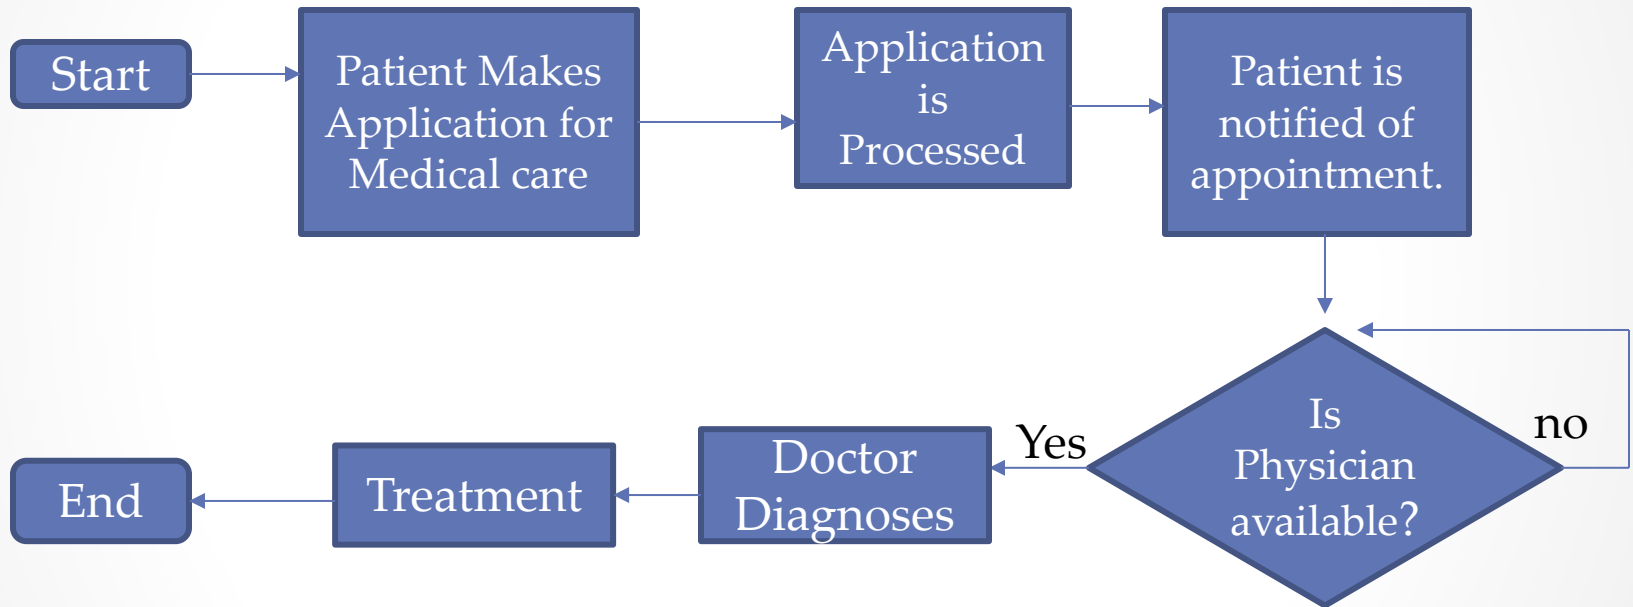 Start
Patient Makes
Application for
Medical care
Application
is
Processed
Patient is
notified of
appointment.
Is
Physician
available?
no
Yes
Doctor
Diagnoses
Treatment
End